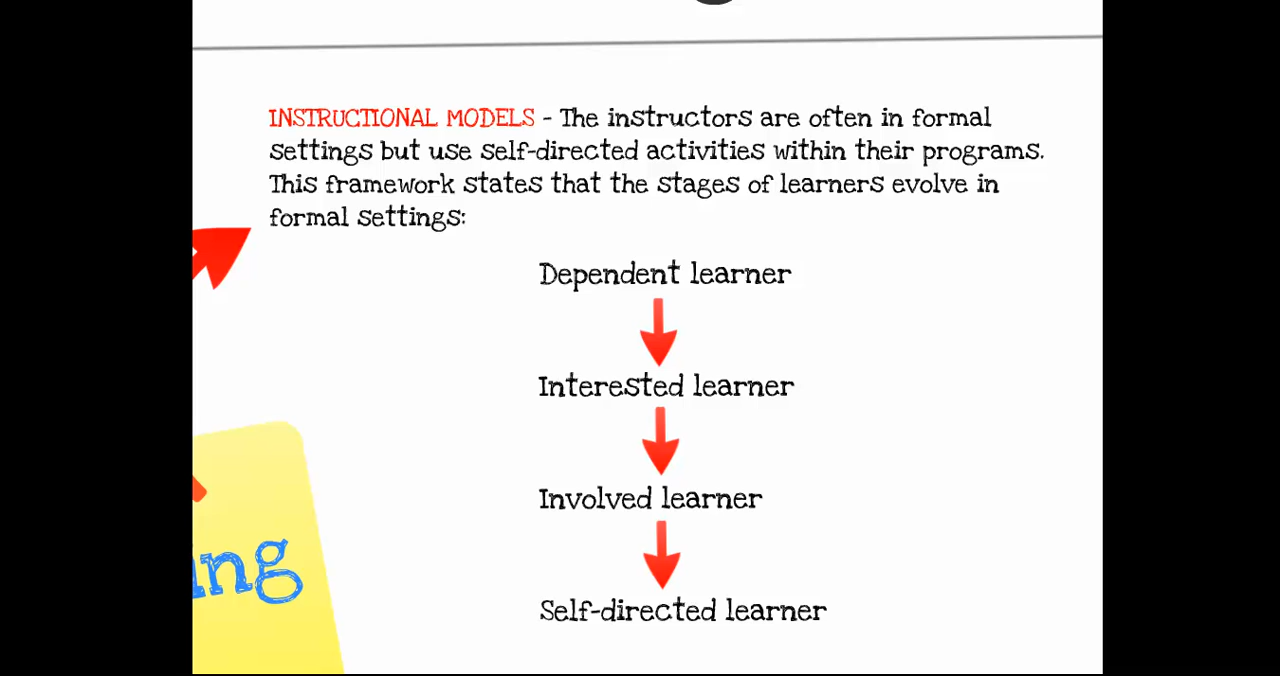 INSTRUCTIONAL MODELS - The instructors are often in formal
settings but use self-directed activities within their programs.
This framework states that the stages of learners evolve in
formal settings:
Dependent learner
Interested learner
Involved learner
Self-directed learner